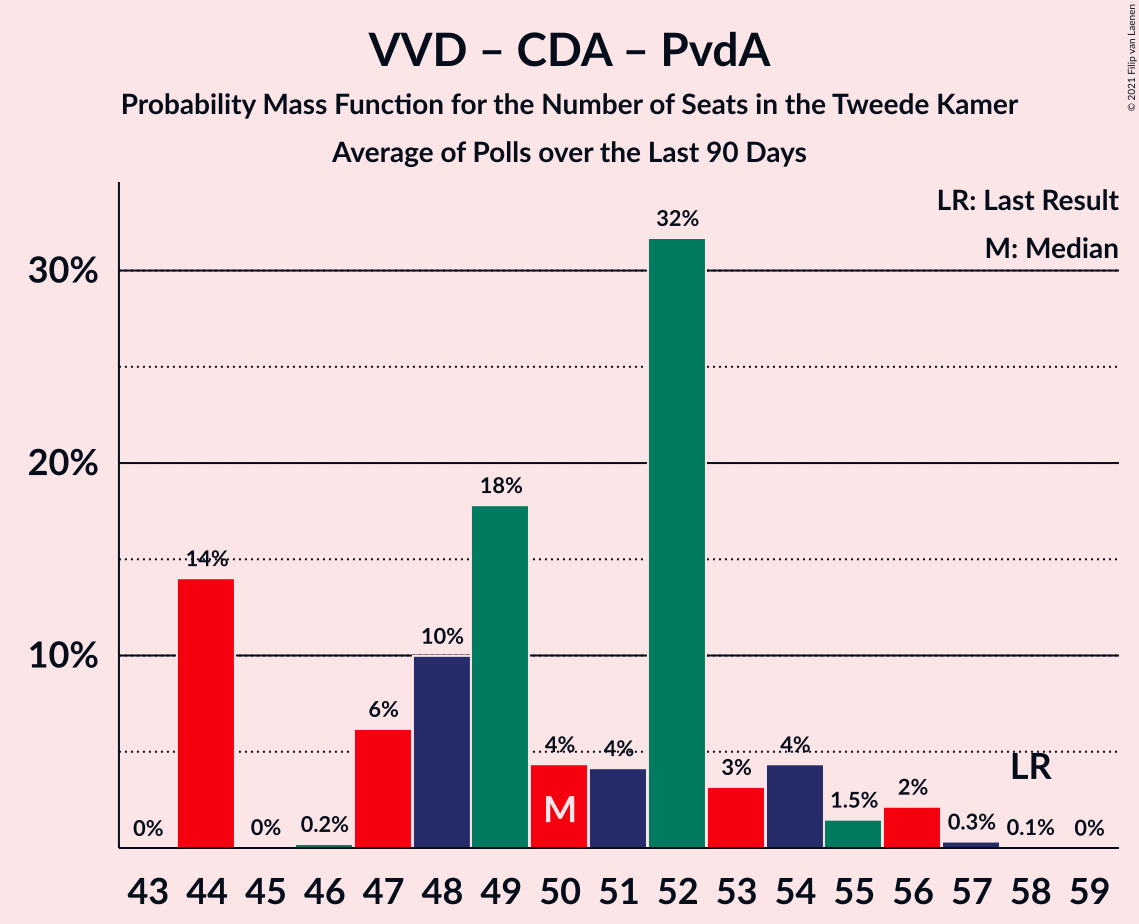 VVD – CDA – PvdA
Probability Mass Function for the Number of Seats in the Tweede Kamer
Average of Polls over the Last 90 Days
© 2021 Filip van Laenen
LR: Last Result
M: Median
30%
20%
10%
0%
14%
0%
0.2%
6%
10%
18%
4%
4%
32%
3%
4%
1.5%
2%
0.3%
0.1%
0%
M
LR
43 44 45 46 47 48 49 50 51 52 53 54 55 56 57 58 59